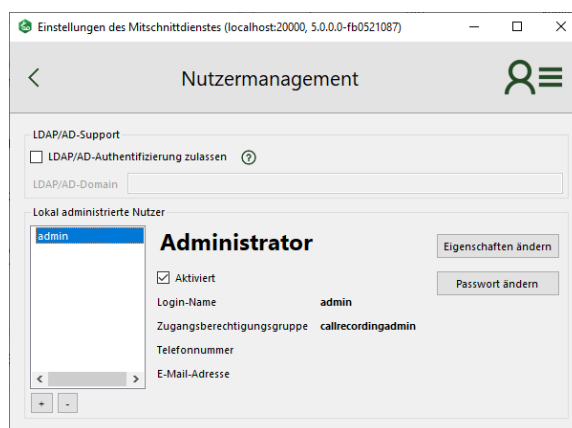 Einstellungen des Mitschnittdienstes (localhost:20000, 5.0.0.0-fb0521087)
Nutzermanagement
LDAP/AD-Support
LDAP/AD-Authentifizierung zulassen ?
LDAP/AD-Domain
Lokal administrierte Nutzer
admin
Administrator
Eigenschaften ändern
Aktiviert
Passwort ändern
Login-Name admin
Zugangsberechtigungsgruppe callrecordingadmin
Telefonnummer
E-Mail-Adresse
+ -